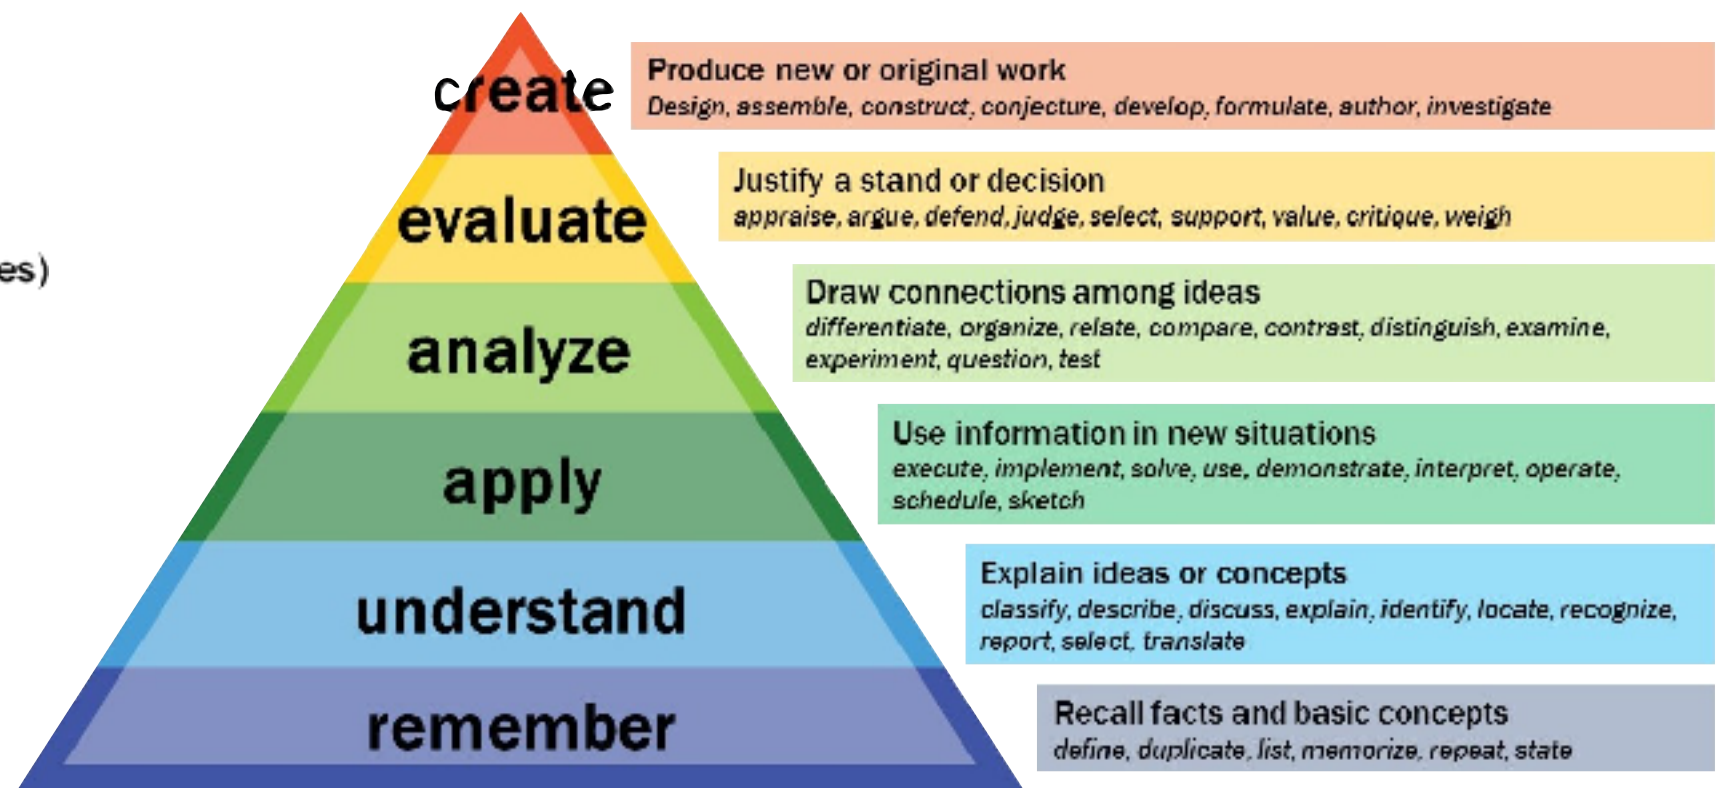 create
Produce new or original work
Design, assemble, construct, conjecture, develop, formulate, author, investigate
evaluate
Justify a stand or decision
appraise, argue, defend, judge, select, support, value, critique, weigh
es)
analyze
Draw connections among ideas
differentiate, organize, relate, compare, contrast, distinguish, examine,
experiment, question, test
apply
Use information in new situations
execute, implement, solve, use, demonstrate, interpret, operate,
schedule, sketch
understand
Explain ideas or concepts
classify, describe, discuss, explain, identify, locate, recognize,
report, select, translate
remember
Recall facts and basic concepts
define, duplicate, list, memorize, repeat, state